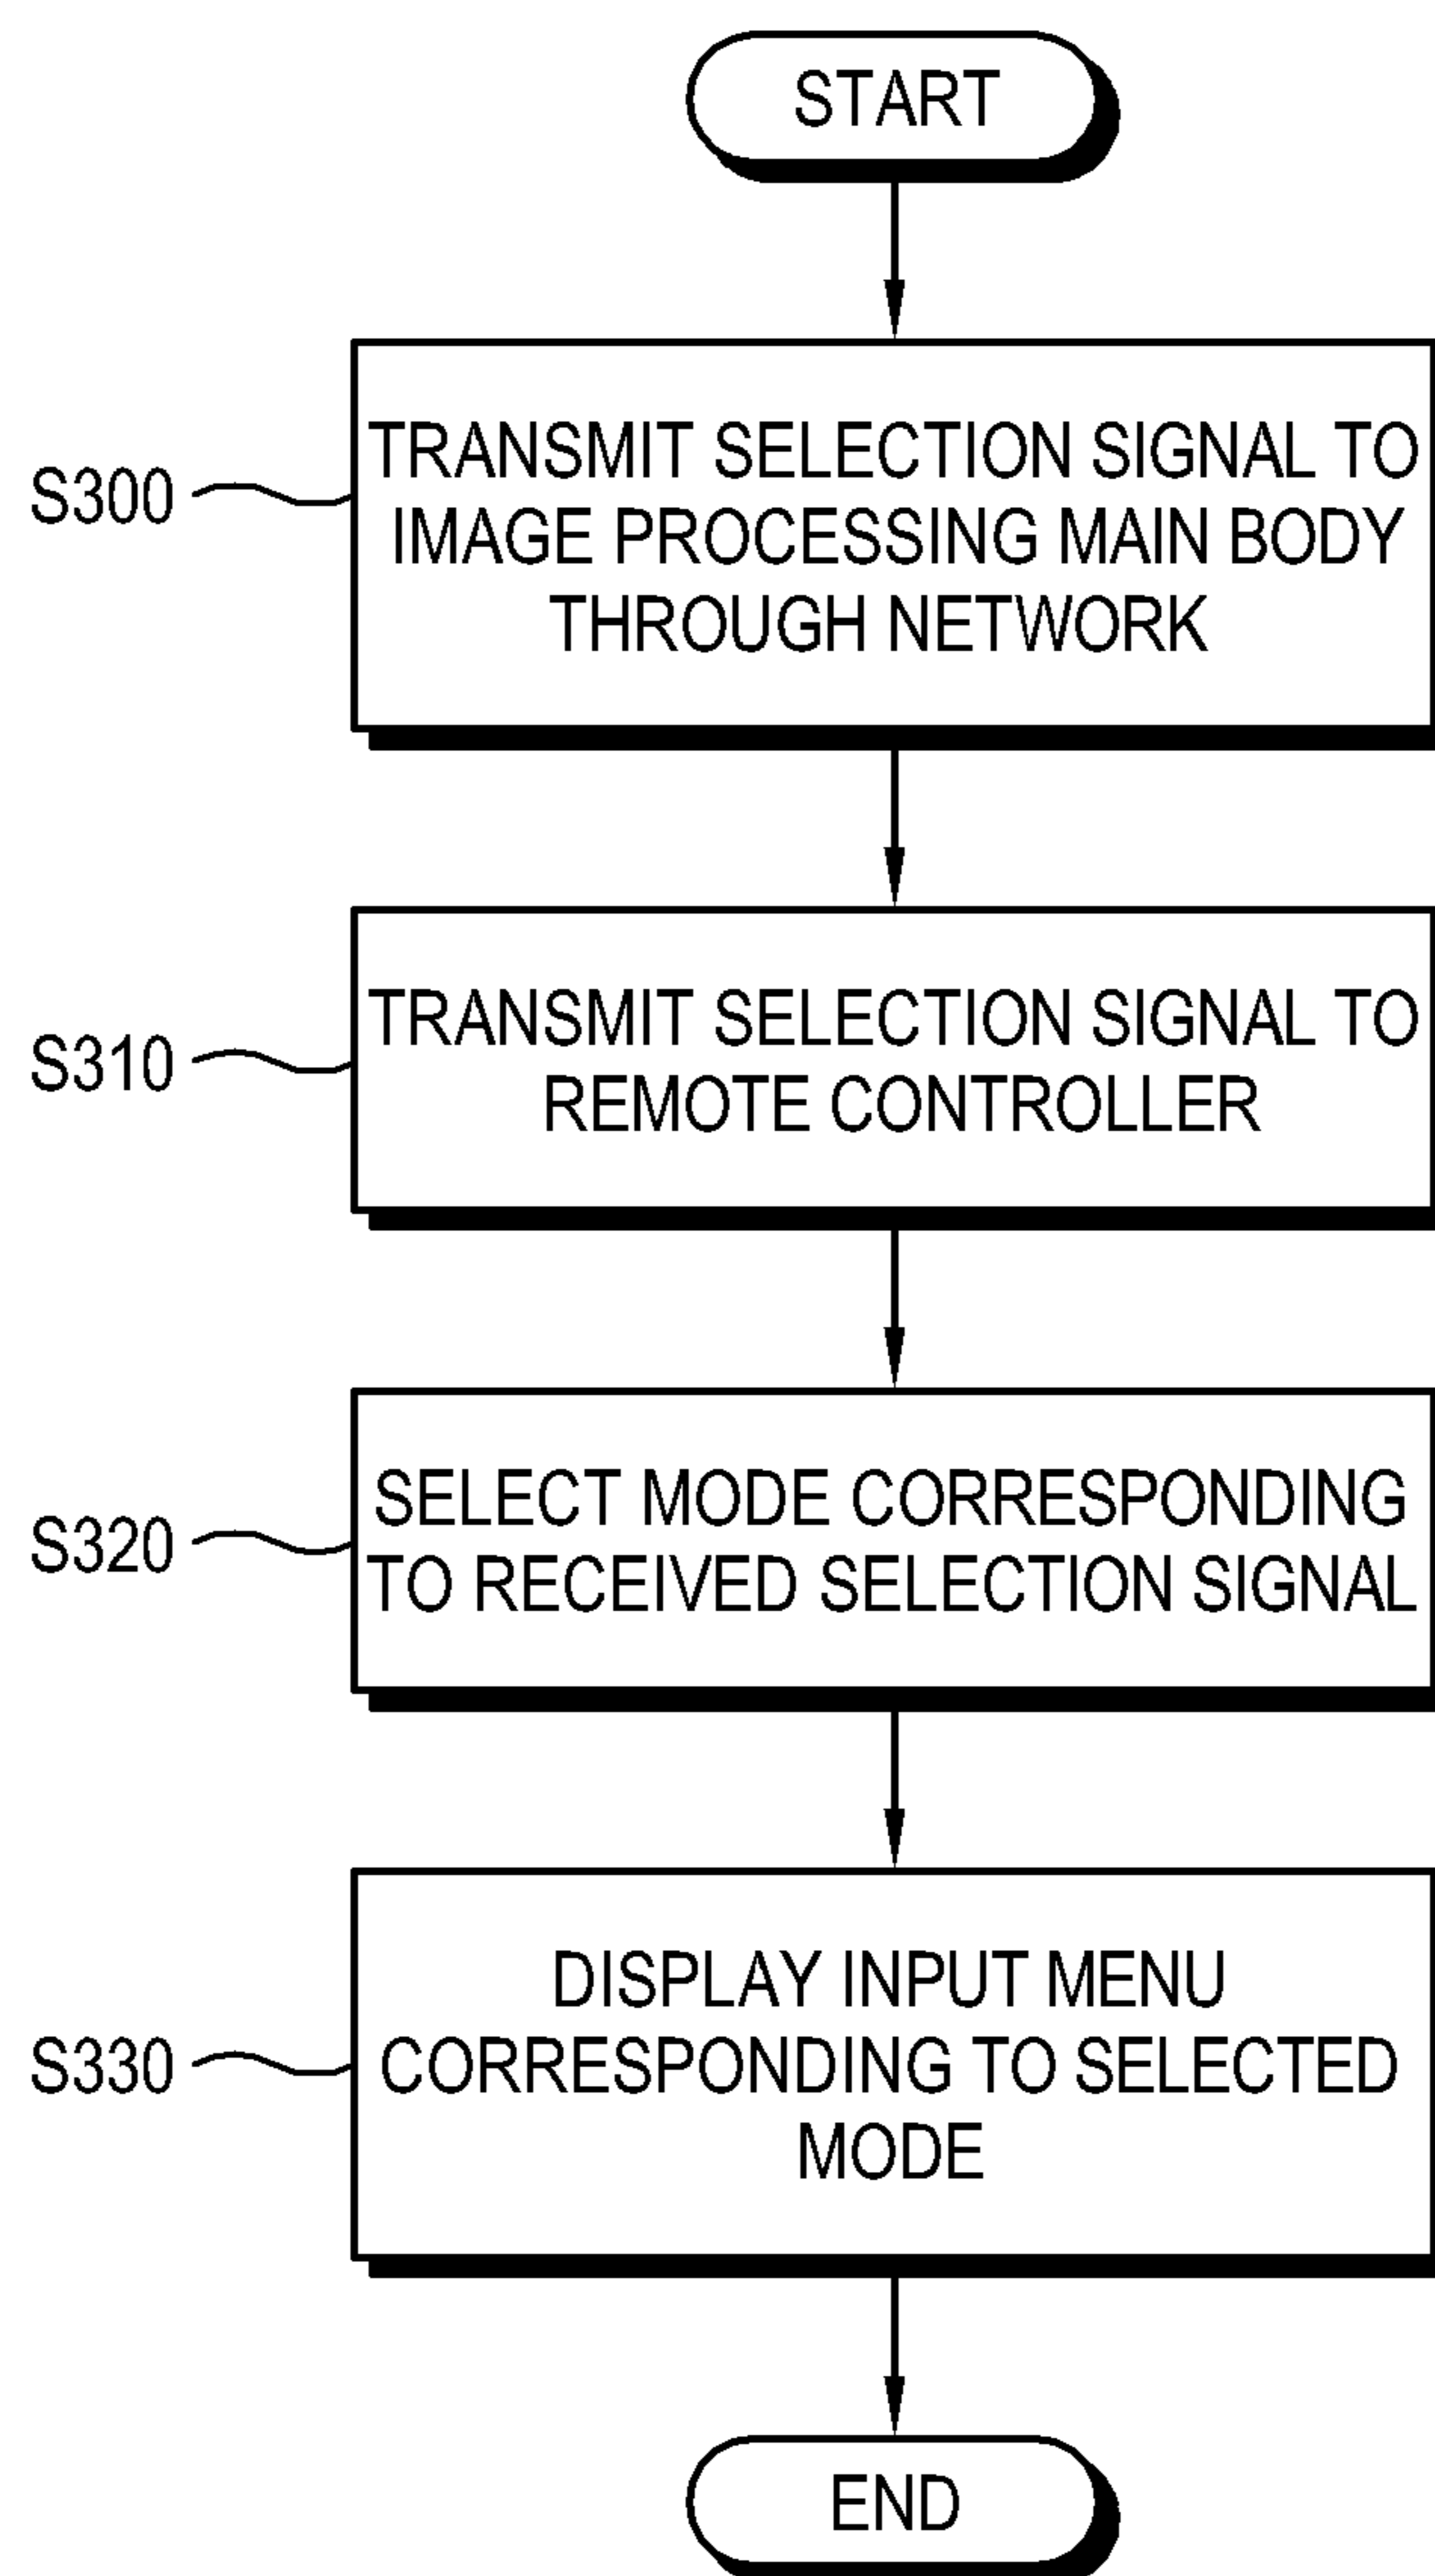 START
S300
TRANSMIT SELECTION SIGNAL TO
IMAGE PROCESSING MAIN BODY
THROUGH NETWORK
S310
TRANSMIT SELECTION SIGNAL TO
REMOTE CONTROLLER
S320
SELECT MODE CORRESPONDING
TO RECEIVED SELECTION SIGNAL
S330
DISPLAY INPUT MENU
CORRESPONDING TO SELECTED
MODE
END